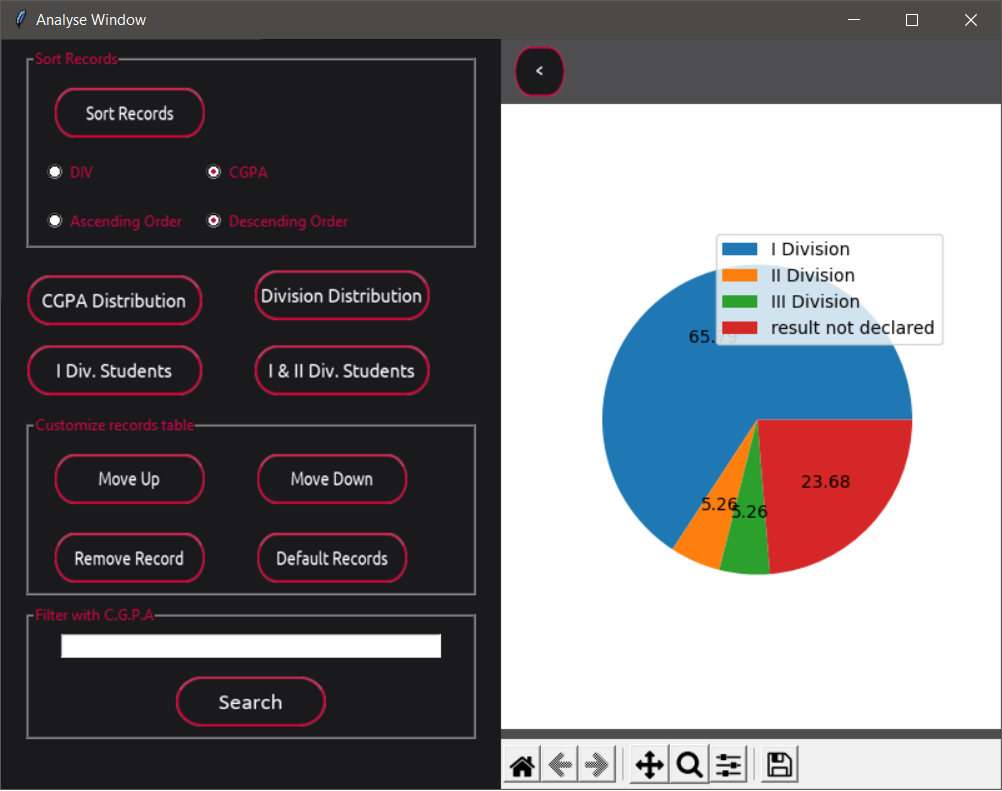 Analyse Window
Sort Records
Sort Records
DIV CGPA
Ascending Order Descending Order
CGPA Distribution Division Distribution
I Div. Students I & II Div. Students
Customize records table
Move Up Move Down
Remove Record Default Records
Filter with C.G.P.A
Search
<
I Division
II Division
III Division
result not declared
65.79
5.26
5.26
23.68